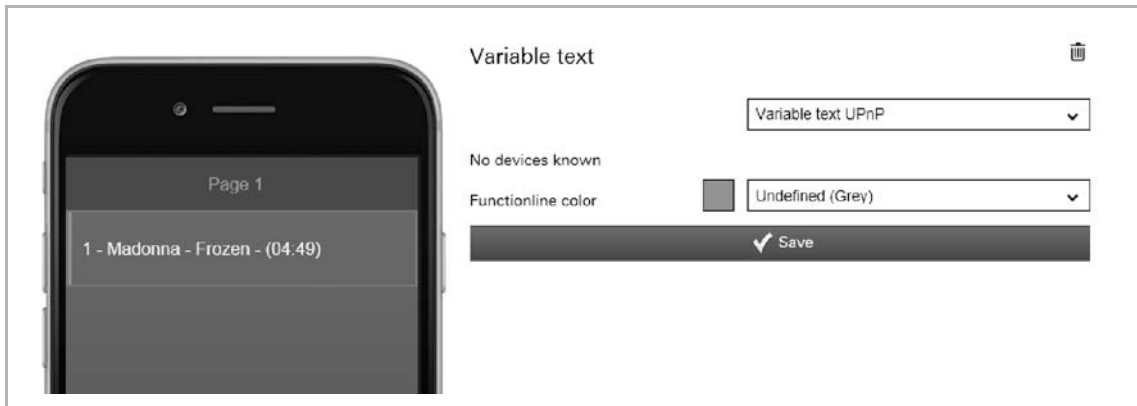 Page 1
1 - Madonna - Frozen - (04.49)
Variable text
Variable text UPnP
No devices known
Functionline color
Undefined (Grey)
Save